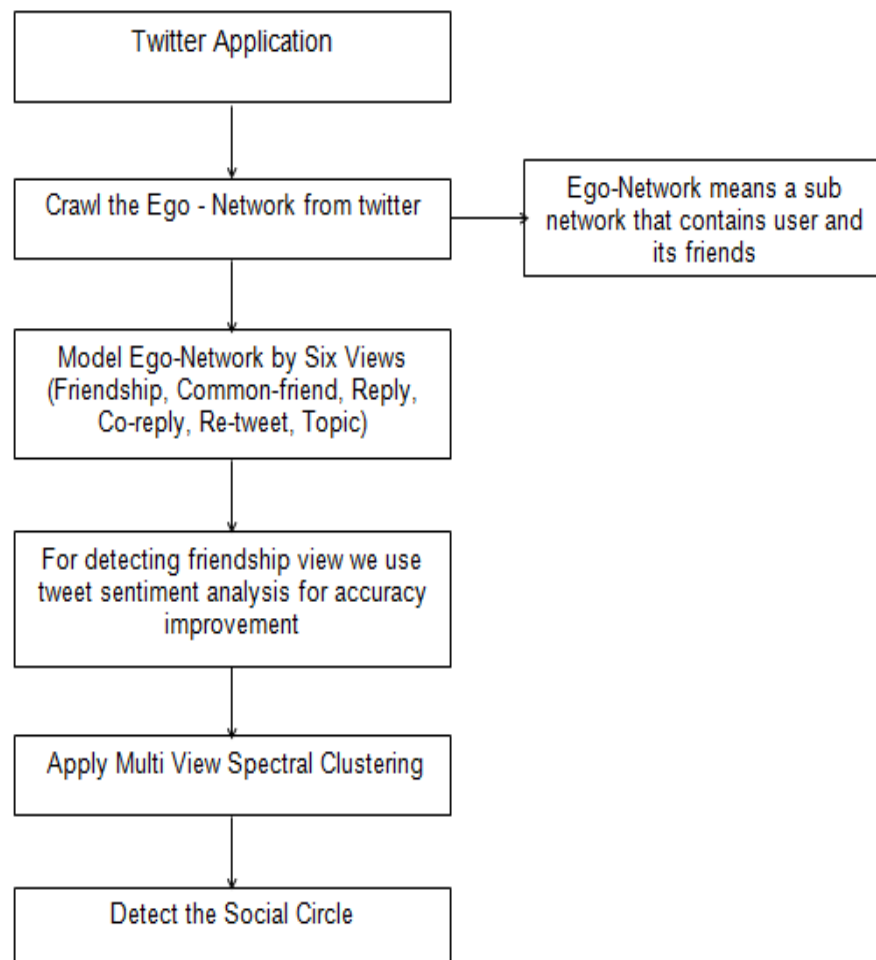 Twitter Application
Crawl the Ego - Network from twitter
Ego-Network means a sub
network that contains user and
its friends
Model Ego-Network by Six Views
(Friendship, Common-friend, Reply,
Co-reply, Re-tweet, Topic)
For detecting friendship view we use
tweet sentiment analysis for accuracy
improvement
Apply Multi View Spectral Clustering
Detect the Social Circle